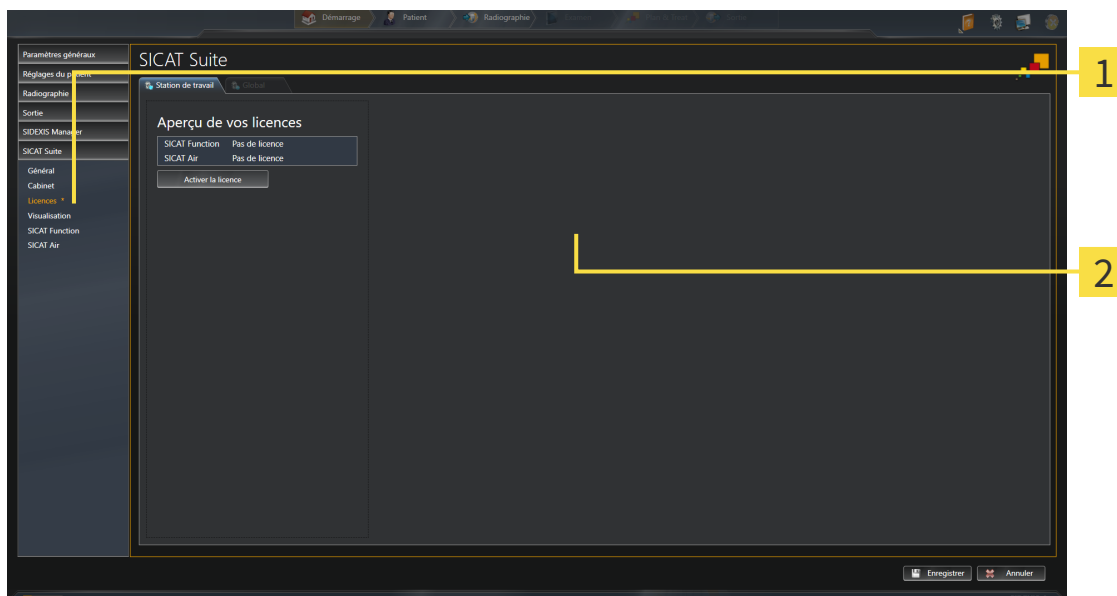 Démarrage
Patient
Radiographie
Paramètres généraux
Réglages du patient
Radiographie
Sortie
SIDEXIS Manager
SICAT Suite
Général
Cabinet
Licences *
Visualisation
SICAT Function
SICAT Air
SICAT Suite
Station de travail
Global
Aperçu de vos licences
SICAT Function Pas de licence
SICAT Air Pas de licence
Activer la licence
1
2
Enregistrer
Annuler